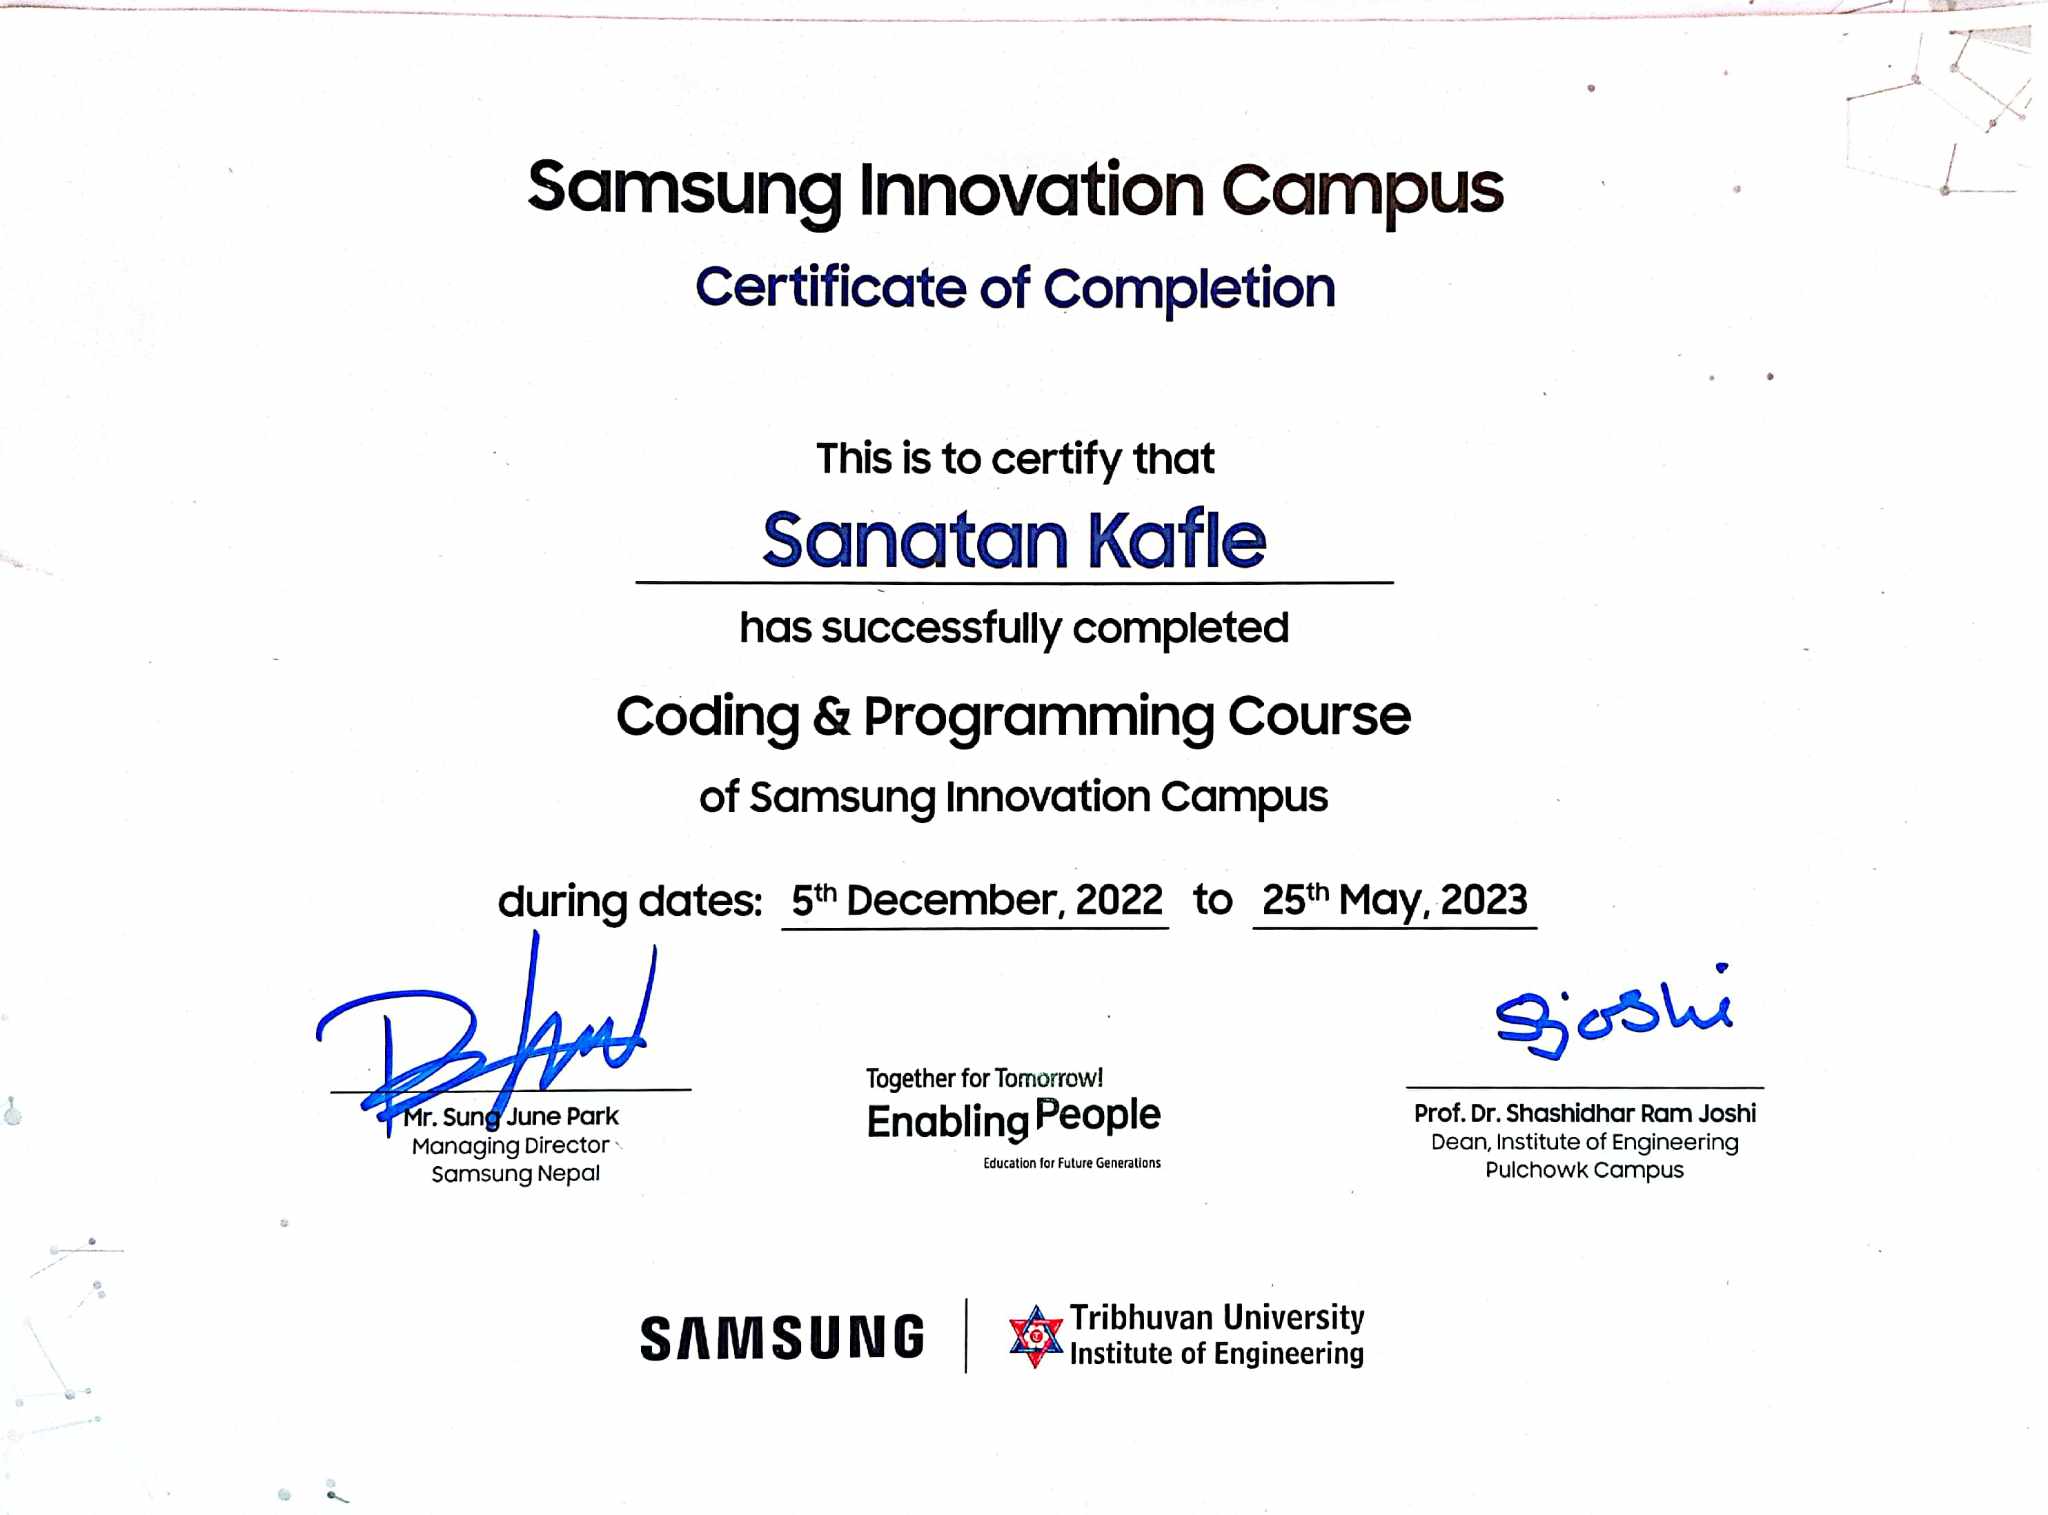 Samsung Innovation Campus
Certificate of Completion
This is to certify that
Sanatan Kafle
has successfully completed
Coding & Programming Course
of Samsung Innovation Campus
during dates: 5th December, 2022 to 25th May, 2023
Sjoshi
Mr. Sung June Park
Managing Director
Samsung Nepal
Together for Tomorrow!
Enabling People
Education for Future Generations
Prof. Dr. Shashidhar Ram Joshi
Dean, Institute of Engineering
Pulchowk Campus
SAMSUNG
Tribhuvan University
Institute of Engineering